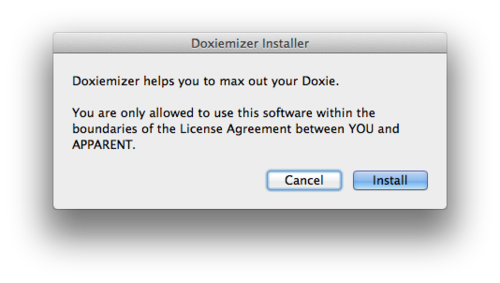 Doxiemizer Installer
Doxiemizer helps you to max out your Doxie.
You are only allowed to use this software within the
boundaries of the License Agreement between YOU and
APPARENT.
Cancel
Install